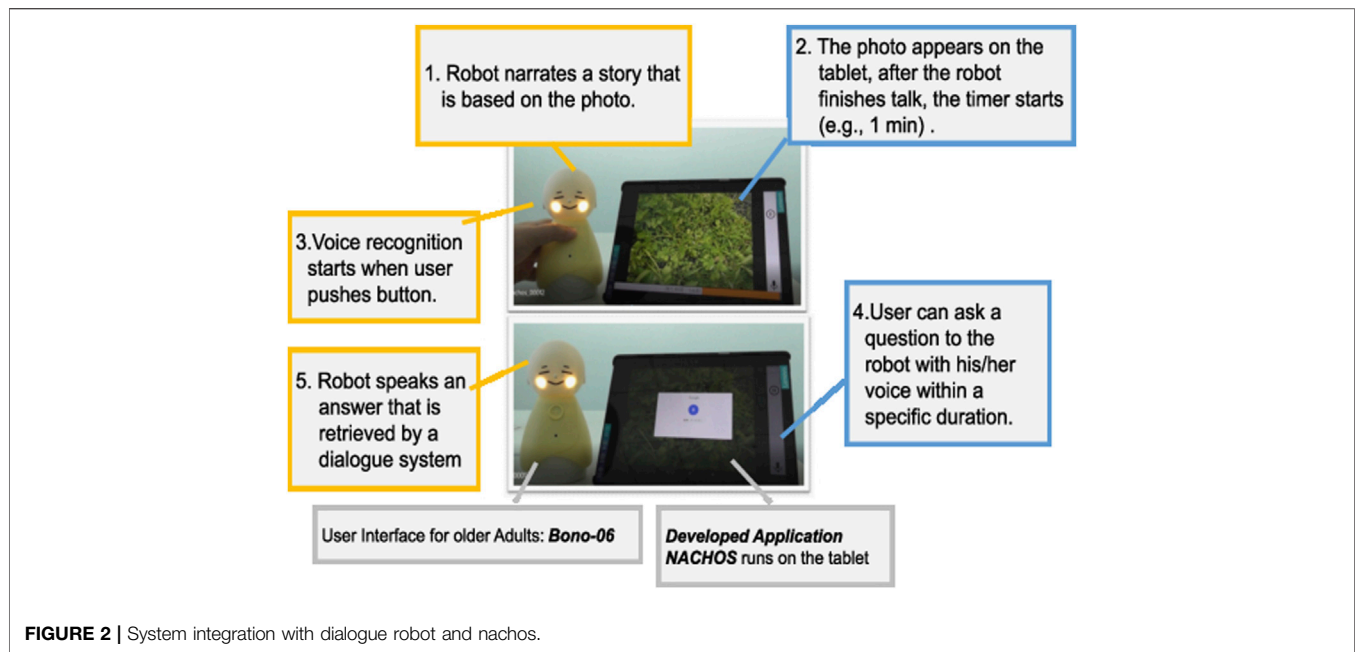 1. Robot narrates a story that
is based on the photo.
2. The photo appears on the
tablet, after the robot
finishes talk, the timer starts
(e.g., 1 min) .
3.Voice recognition
starts when user
pushes button.
4.User can ask a
question to the
robot with his/her
voice within a
specific duration.
5. Robot speaks an
answer that is
retrieved by a
dialogue system
User Interface for older Adults: Bono-06
Developed Application
NACHOS runs on the tablet
FIGURE 2 | System integration with dialogue robot and nachos.